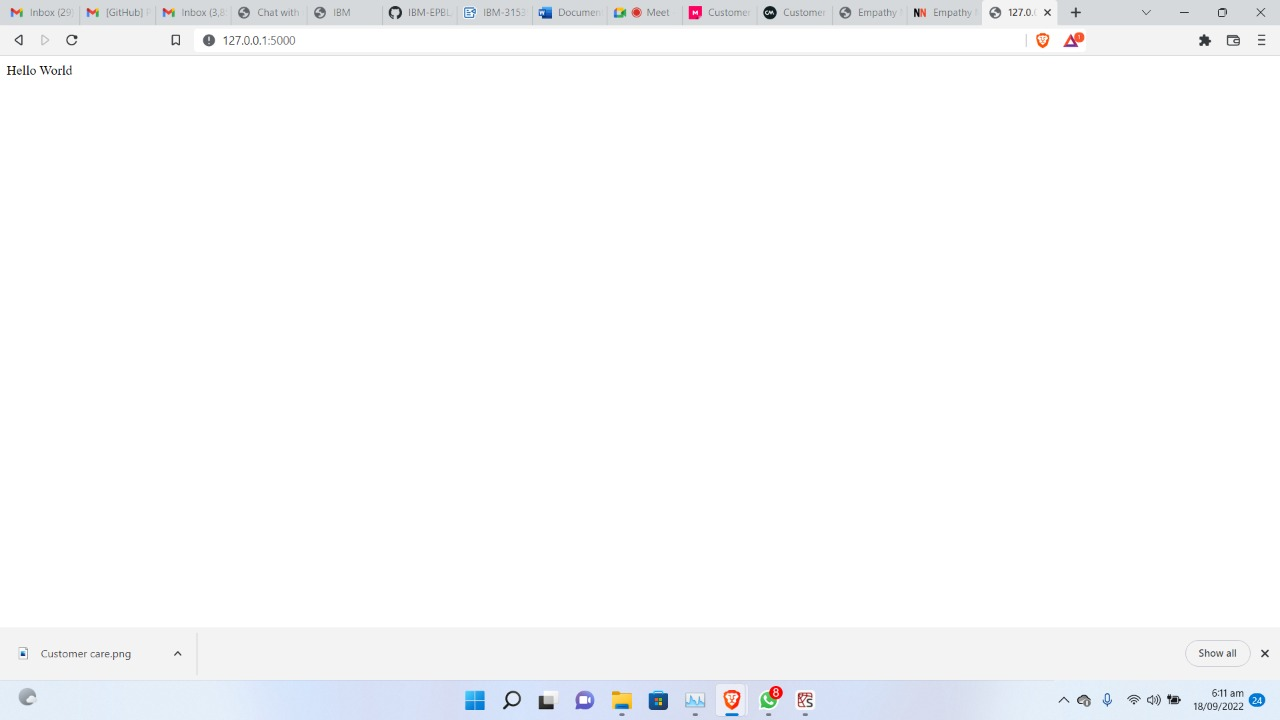 Inbox (29)
[GitHub] P
Inbox (3,8
Chat with
IBM
IBM-EPBL
IBM-3153
Documen
Meet
Customer
Customer
Empathy
Empathy
127.0.
127.0.0.1:5000
Hello World
Customer care.png
Show all
8
6:11 am
18/09/2022
24